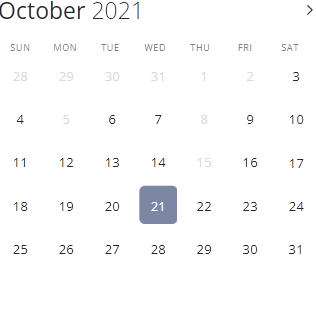 October 2021
SUN MON TUE WED THU FRI SAT
28 29 30 31 1 2 3
4 5 6 7 8 9 10
11 12 13 14 15 16 17
18 19 20 21 22 23 24
25 26 27 28 29 30 31